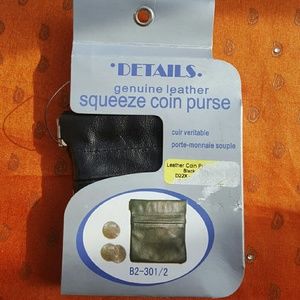 •DETAILS.
genuine leather
squeeze coin purse
cuir veritable
porte-monnaie souple
Leather Coin
Black
B2-301/2